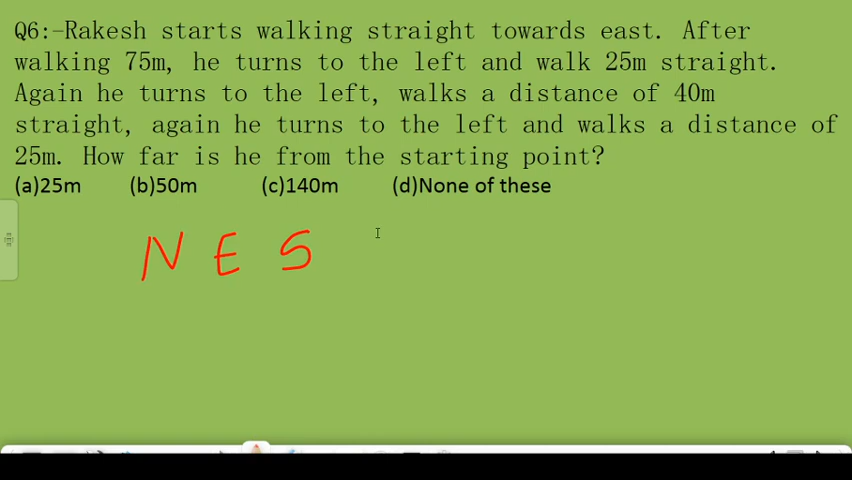 Q6:-Rakesh starts walking straight towards east. After
walking 75m, he turns to the left and walk 25m straight.
Again he turns to the left, walks a distance of 40m
straight, again he turns to the left and walks a distance of
25m. How far is he from the starting point?
(a)25m (b)50m (c)140m (d)None of these
N E S